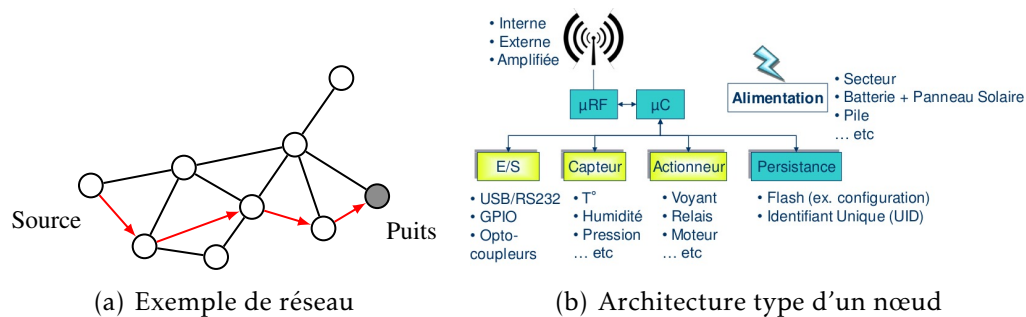 Source
Puits
(a) Exemple de réseau
• Interne
• Externe
• Amplifiée
µRF
µC
Alimentation
• Secteur
• Batterie + Panneau Solaire
• Pile
… etc
E/S
Capteur
Actionneur
Persistance
• USB/RS232
• GPIO
• Opto-
coupleurs
• T°
• Humidité
• Pression
… etc
• Voyant
• Relais
• Moteur
… etc
• Flash (ex. configuration)
• Identifiant Unique (UID)
(b) Architecture type d'un nœud